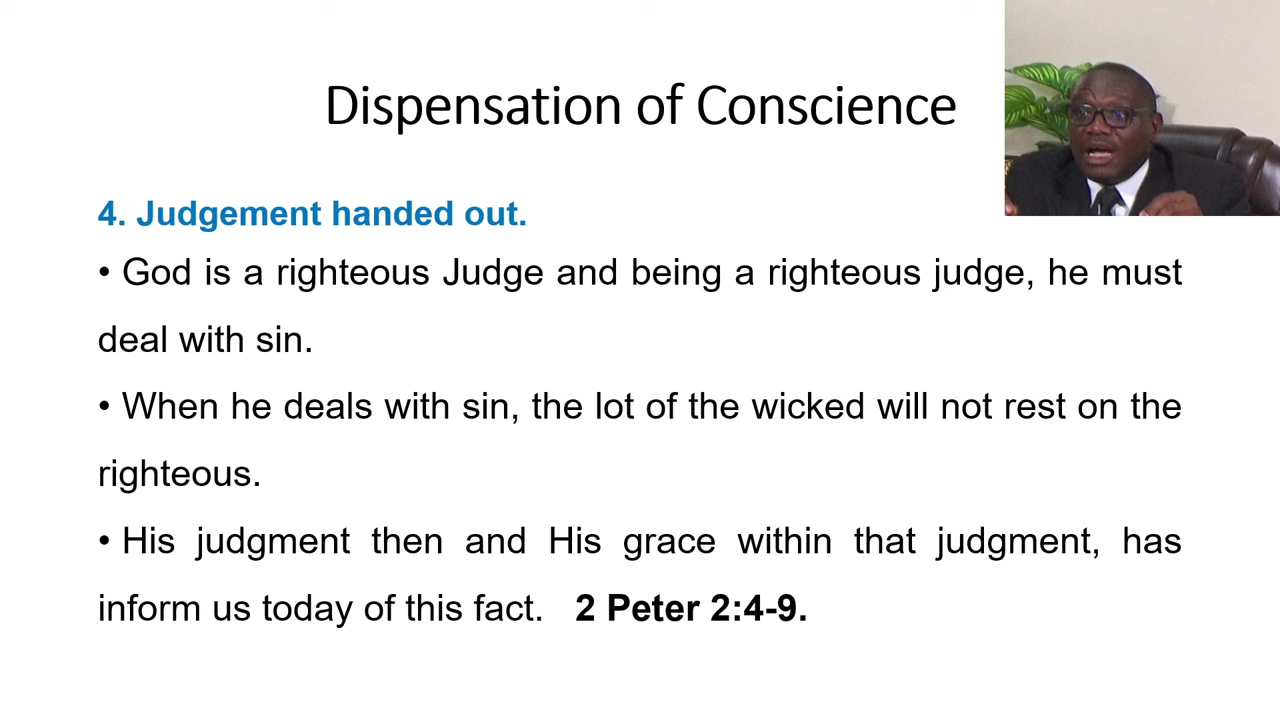 Dispensation of Conscience
4. Judgement handed out.
• God is a righteous Judge and being a righteous judge, he must
deal with sin.
• When he deals with sin, the lot of the wicked will not rest on the
righteous.
• His judgment then and His grace within that judgment, has
inform us today of this fact. 2 Peter 2:4-9.